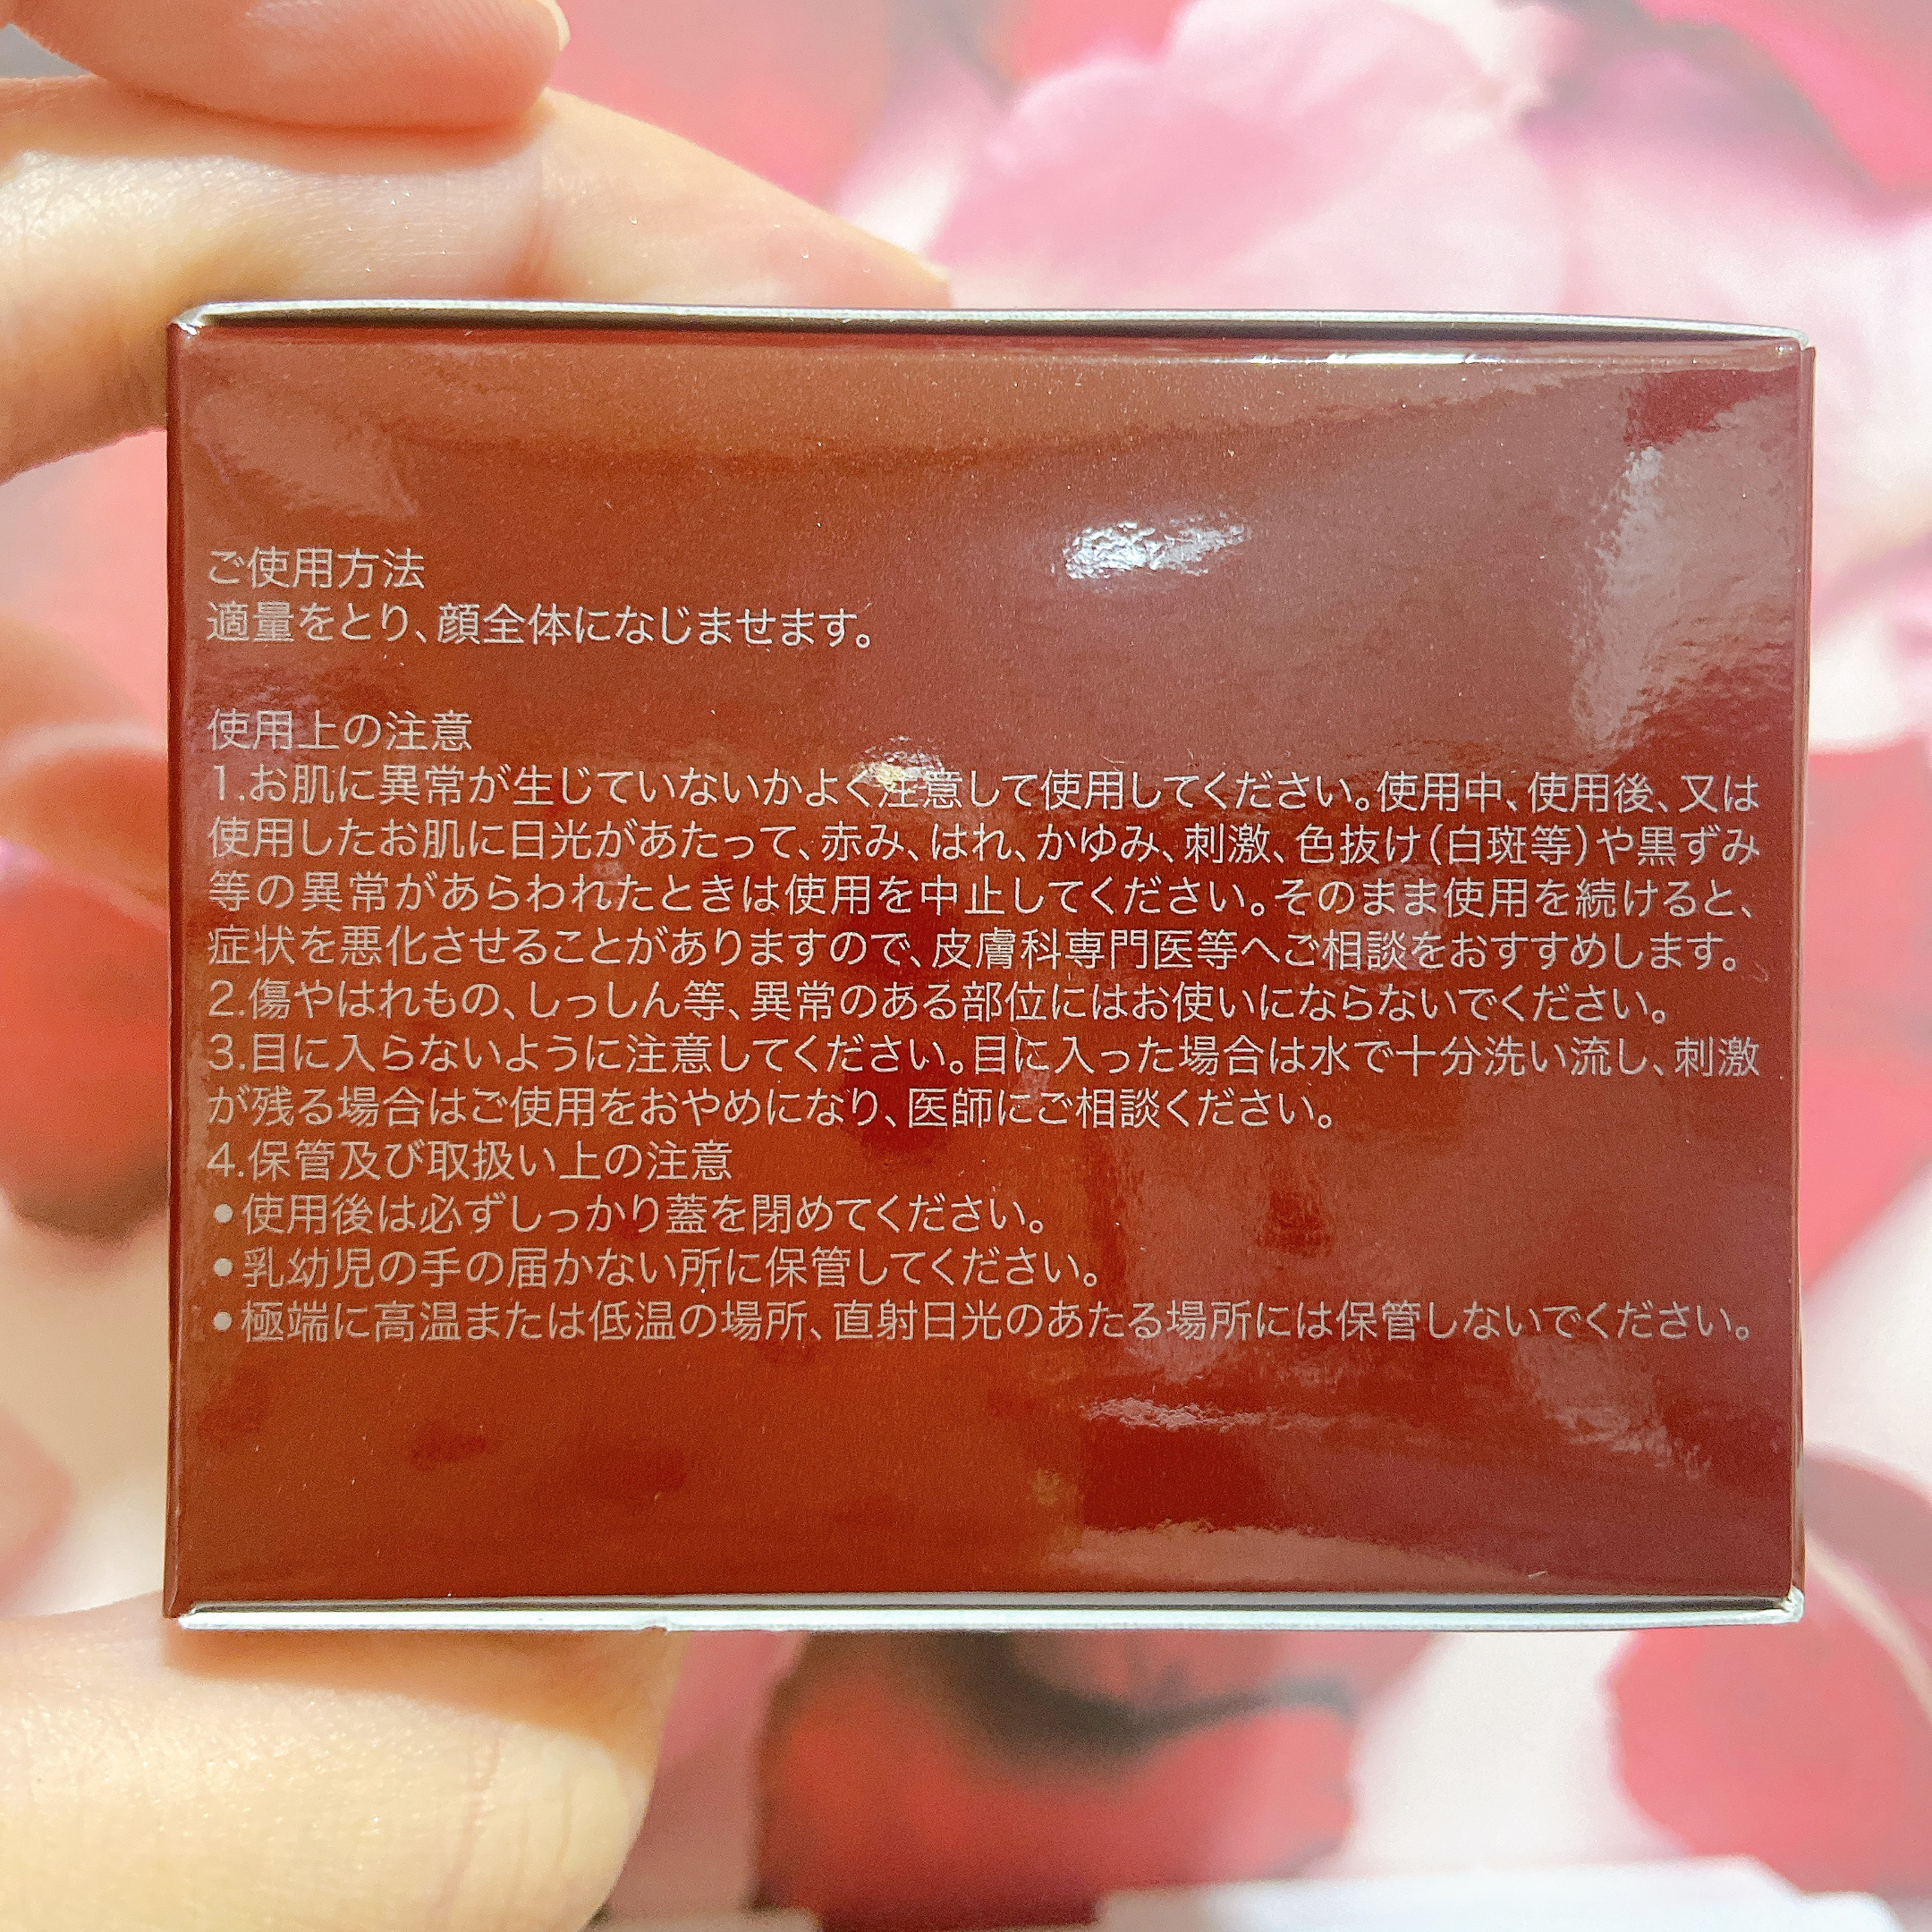 ご使用方法
適量をとり、顔全体になじませます。
使用上の注意
1.お肌に異常が生じていないかよく注意して使用してください。使用中、使用後、又は
使用したお肌に日光があたって、赤み、はれ、かゆみ、刺激、色抜け(白斑等)や黒ずみ
等の異常があらわれたときは使用を中止してください。そのまま使用を続けると、
症状を悪化させることがありますので、皮膚科専門医等へご相談をおすすめします。
2.傷やはれもの、しっしん等、異常のある部位にはお使いにならないでください。
3.目に入らないように注意してください。目に入った場合は水で十分洗い流し、刺激
が残る場合はご使用をおやめになり、医師にご相談ください。
4.保管及び取扱い上の注意
●使用後は必ずしっかり蓋を閉めてください。
●乳幼児の手の届かない所に保管してください。
●極端に高温または低温の場所、直射日光のあたる場所には保管しないでください。